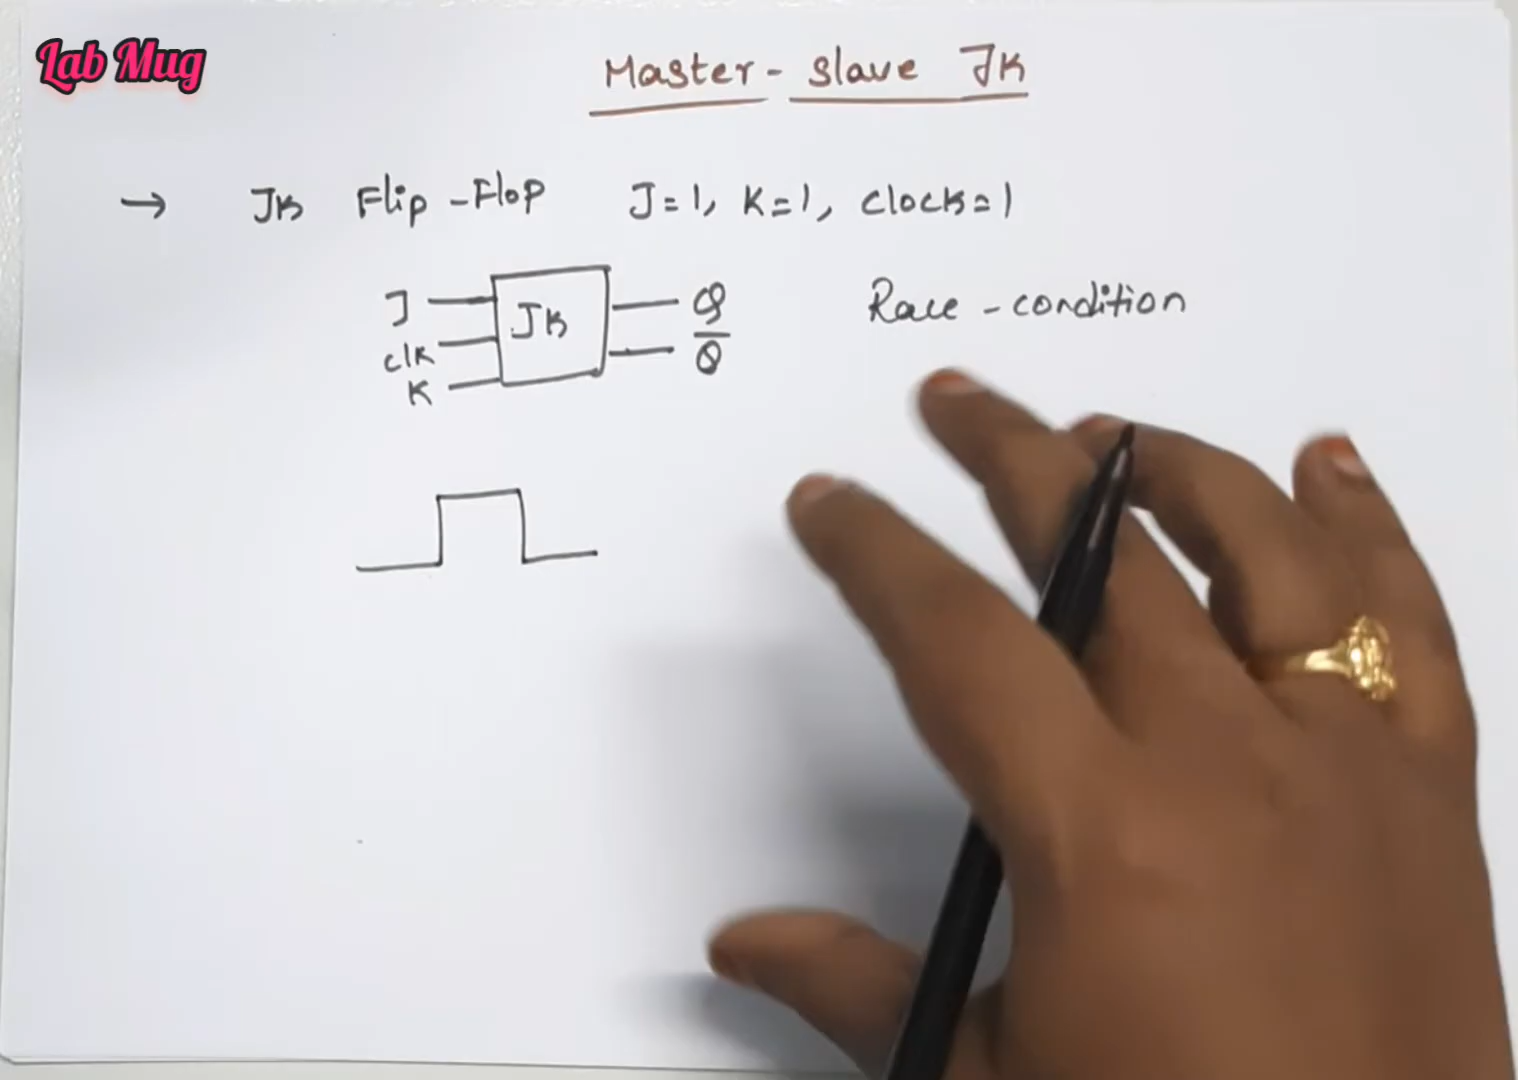 Lab Mug
Master - slave JK
→ JK Flip - Flop J = 1, K = 1, clock = 1
J
clk
K
JK
Q
Q̅
Race - condition